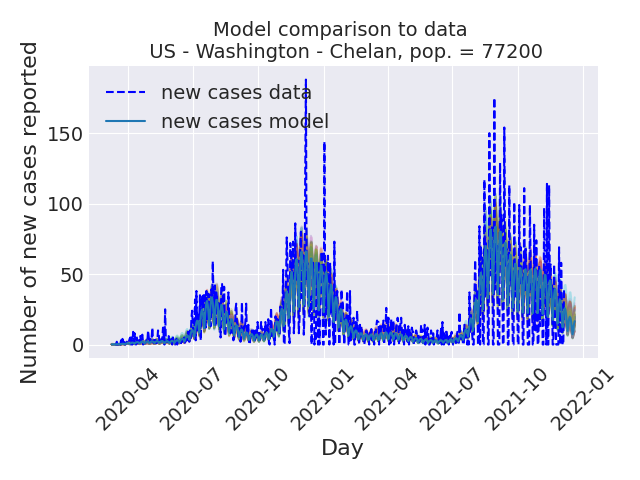 Model comparison to data
US - Washington - Chelan, pop. = 77200
Number of new cases reported
new cases data
new cases model
150
100
50
0
2020-04
2020-07
2020-10
2021-01
2021-04
2021-07
2021-10
2022-01
Day